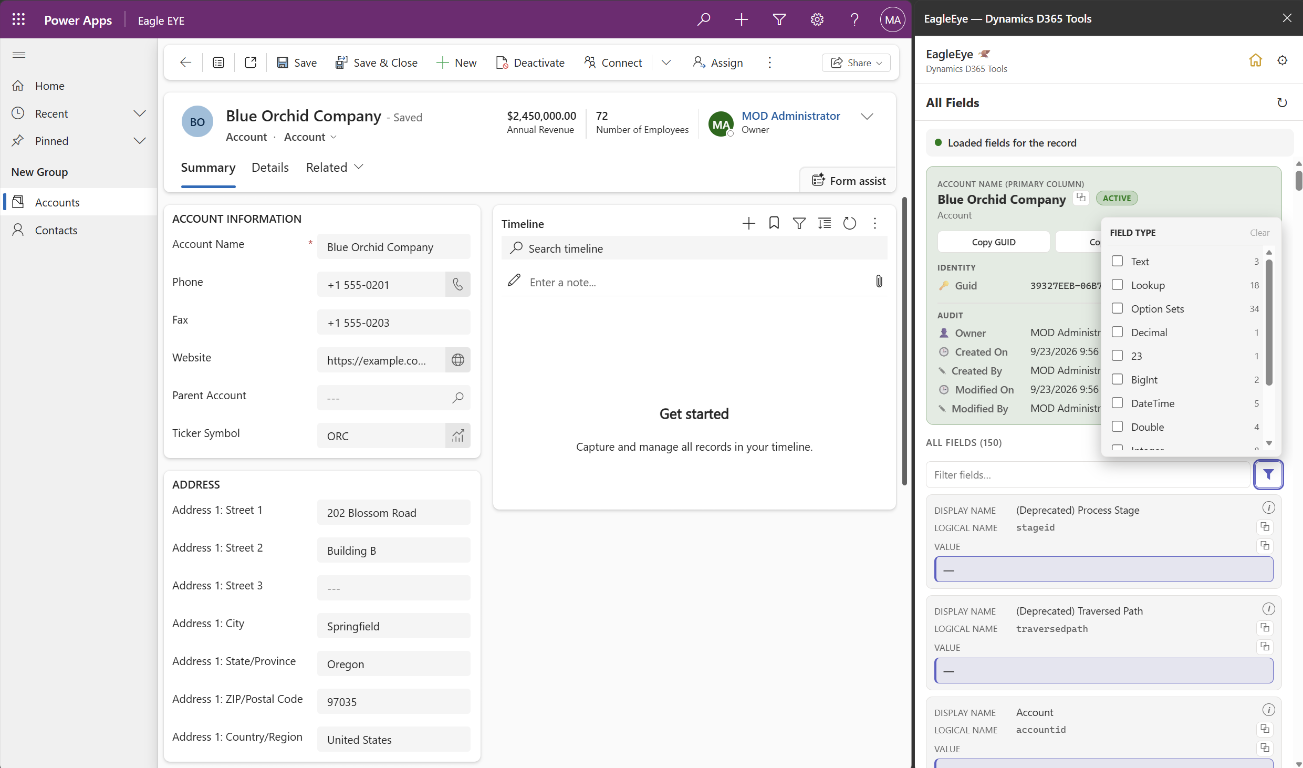 Power Apps
Eagle EYE
MA
Home
Recent
Pinned
New Group
Accounts
Contacts
Save
Save & Close
New
Deactivate
Connect
Assign
Share
BO
Blue Orchid Company - Saved
Account · Account
$2,450,000.00
Annual Revenue
72
Number of Employees
MA
MOD Administrator
Owner
Summary
Details
Related
Form assist
ACCOUNT INFORMATION
Account Name * Blue Orchid Company
Phone +1 555-0201
Fax +1 555-0203
Website https://example.co...
Parent Account ---
Ticker Symbol ORC
ADDRESS
Address 1: Street 1 202 Blossom Road
Address 1: Street 2 Building B
Address 1: Street 3 ---
Address 1: City Springfield
Address 1: State/Province Oregon
Address 1: ZIP/Postal Code 97035
Address 1: Country/Region United States
Timeline
Search timeline
Enter a note...
Get started
Capture and manage all records in your timeline.
EagleEye — Dynamics D365 Tools
EagleEye
Dynamics D365 Tools
All Fields
Loaded fields for the record
ACCOUNT NAME (PRIMARY COLUMN)
Blue Orchid Company ACTIVE
Account
Copy GUID
Co
IDENTITY
Guid 39327EEB-06B7
AUDIT
Owner MOD Administr
Created On 9/23/2026 9:56
Created By MOD Administr
Modified On 9/23/2026 9:56
Modified By MOD Administr
FIELD TYPE Clear
Text 3
Lookup 18
Option Sets 34
Decimal 1
23 1
BigInt 2
DateTime 5
Double 4
Integer
ALL FIELDS (150)
Filter fields...
DISPLAY NAME (Deprecated) Process Stage
LOGICAL NAME stageid
VALUE
—
DISPLAY NAME (Deprecated) Traversed Path
LOGICAL NAME traversedpath
VALUE
—
DISPLAY NAME Account
LOGICAL NAME accountid
VALUE